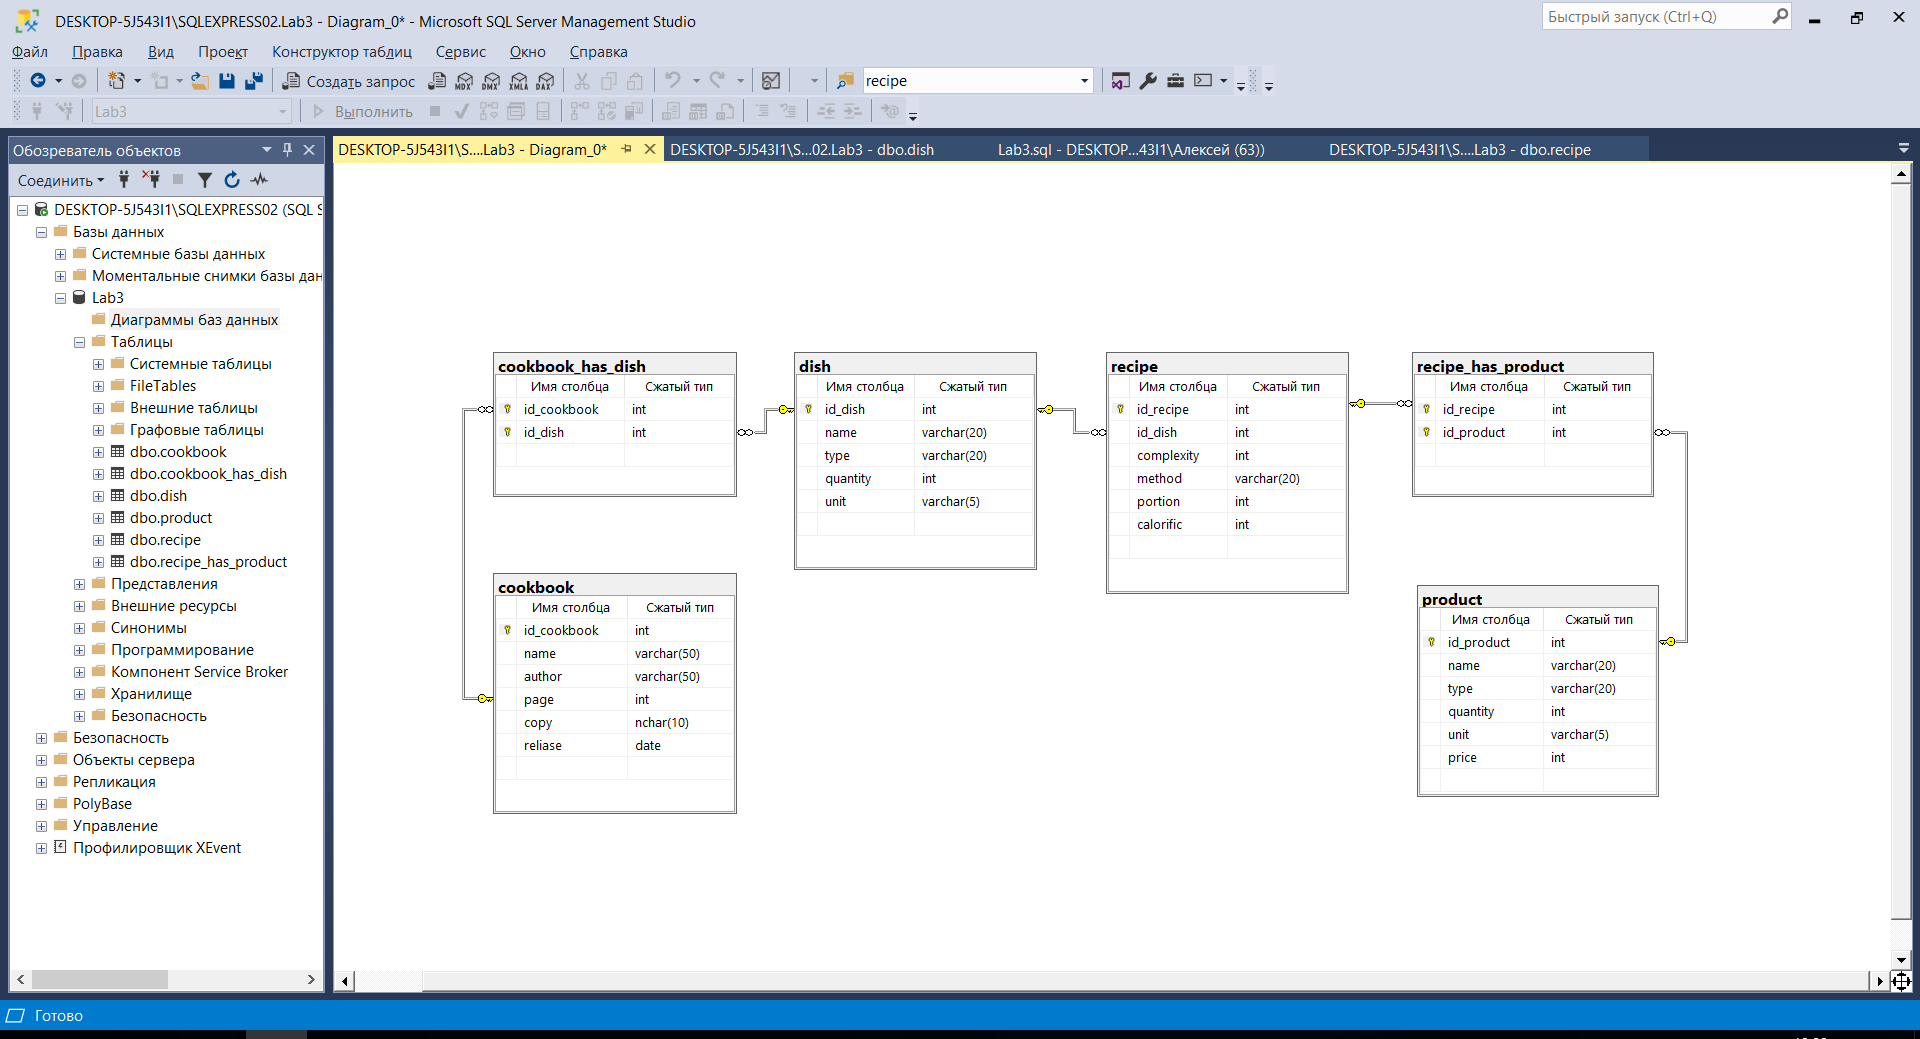 DESKTOP-5J543I1\SQLEXPRESS02.Lab3 - Diagram_0* - Microsoft SQL Server Management Studio
Быстрый запуск (Ctrl+Q)
Файл Правка Вид Проект Конструктор таблиц Сервис Окно Справка
Создать запрос MDX DMX XMLA DAX recipe
Lab3 Выполнить
Обозреватель объектов
DESKTOP-5J543I1\S....Lab3 - Diagram_0* DESKTOP-5J543I1\S...02.Lab3 - dbo.dish Lab3.sql - DESKTOP...43I1\Алексей (63)) DESKTOP-5J543I1\S....Lab3 - dbo.recipe
Соединить
DESKTOP-5J543I1\SQLEXPRESS02 (SQL S
Базы данных
Системные базы данных
Моментальные снимки базы дан
Lab3
Диаграммы баз данных
Таблицы
Системные таблицы
FileTables
Внешние таблицы
Графовые таблицы
dbo.cookbook
dbo.cookbook_has_dish
dbo.dish
dbo.product
dbo.recipe
dbo.recipe_has_product
Представления
Внешние ресурсы
Синонимы
Программирование
Компонент Service Broker
Хранилище
Безопасность
Безопасность
Объекты сервера
Репликация
PolyBase
Управление
Профилировщик XEvent
cookbook_has_dish
Имя столбца Сжатый тип
id_cookbook int
id_dish int
dish
Имя столбца Сжатый тип
id_dish int
name varchar(20)
type varchar(20)
quantity int
unit varchar(5)
recipe
Имя столбца Сжатый тип
id_recipe int
id_dish int
complexity int
method varchar(20)
portion int
calorific int
recipe_has_product
Имя столбца Сжатый тип
id_recipe int
id_product int
cookbook
Имя столбца Сжатый тип
id_cookbook int
name varchar(50)
author varchar(50)
page int
copy nchar(10)
reliase date
product
Имя столбца Сжатый тип
id_product int
name varchar(20)
type varchar(20)
quantity int
unit varchar(5)
price int
Готово